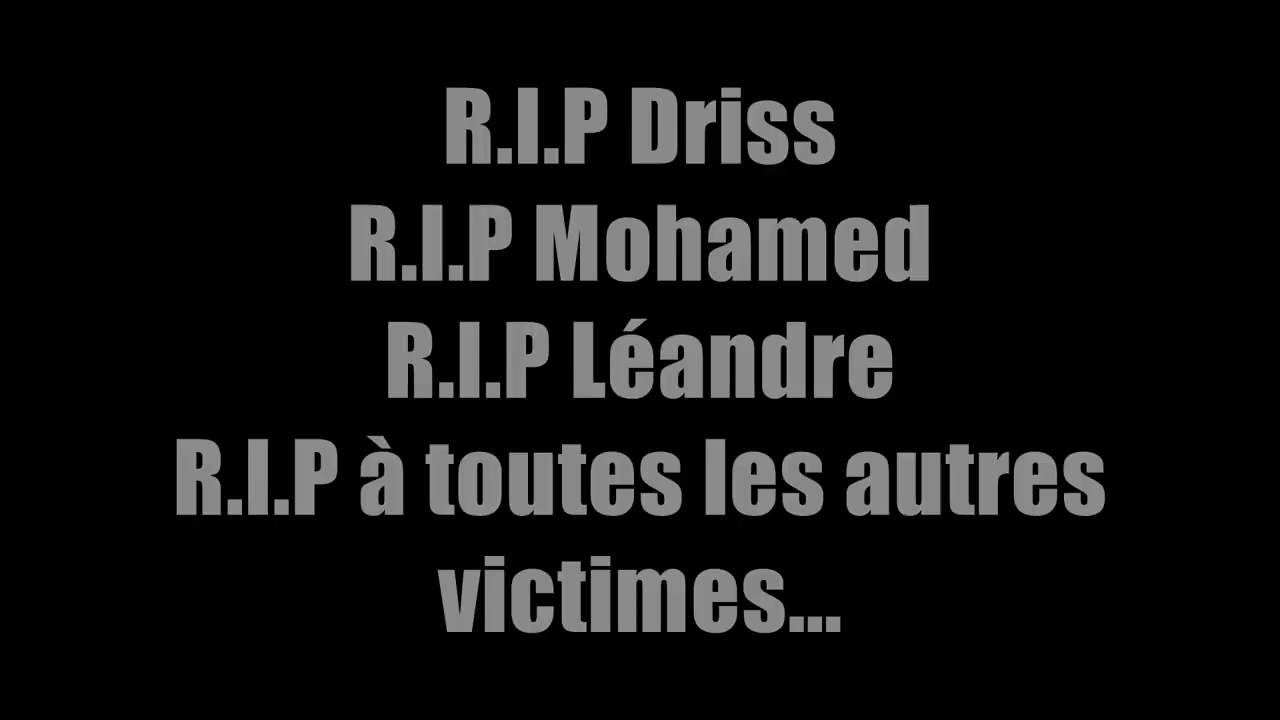 R.I.P Driss
R.I.P Mohamed
R.I.P Léandre
R.I.P à toutes les autres
victimes...